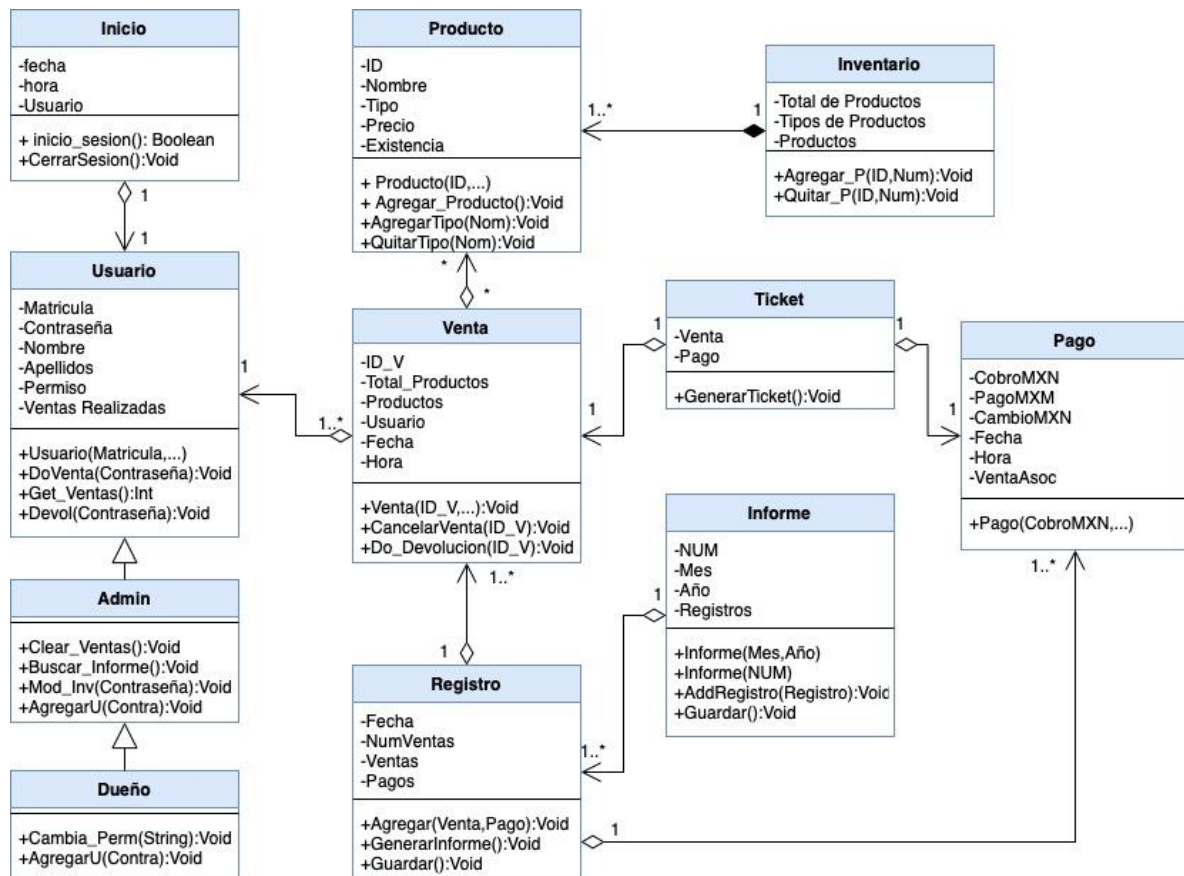 Inicio
-fecha
-hora
-Usuario
+ inicio_sesion(): Boolean
+CerrarSesion():Void
1
1
Usuario
-Matricula
-Contraseña
-Nombre
-Apellidos
-Permiso
-Ventas Realizadas
+Usuario(Matricula,...)
+DoVenta(Contraseña):Void
+Get_Ventas():Int
+Devol(Contraseña):Void
Admin
+Clear_Ventas():Void
+Buscar_Informe():Void
+Mod_Inv(Contraseña):Void
+AgregarU(Contra):Void
Dueño
+Cambia_Perm(String):Void
+AgregarU(Contra):Void
Producto
-ID
-Nombre
-Tipo
-Precio
-Existencia
+ Producto(ID,...)
+ Agregar_Producto():Void
+AgregarTipo(Nom):Void
+QuitarTipo(Nom):Void
1..*
1
Inventario
-Total de Productos
-Tipos de Productos
-Productos
+Agregar_P(ID,Num):Void
+Quitar_P(ID,Num):Void
*
*
Venta
-ID_V
-Total_Productos
-Productos
-Usuario
-Fecha
-Hora
+Venta(ID_V,...):Void
+CancelarVenta(ID_V):Void
+Do_Devolucion(ID_V):Void
1
1..*
1
1
Ticket
-Venta
-Pago
+GenerarTicket():Void
1
1
Pago
-CobroMXN
-PagoMXM
-CambioMXN
-Fecha
-Hora
-VentaAsoc
+Pago(CobroMXN,...)
1..*
1..*
1
Informe
-NUM
-Mes
-Año
-Registros
+Informe(Mes,Año)
+Informe(NUM)
+AddRegistro(Registro):Void
+Guardar():Void
1
1..*
Registro
-Fecha
-NumVentas
-Ventas
-Pagos
+Agregar(Venta,Pago):Void
+GenerarInforme():Void
+Guardar():Void
1